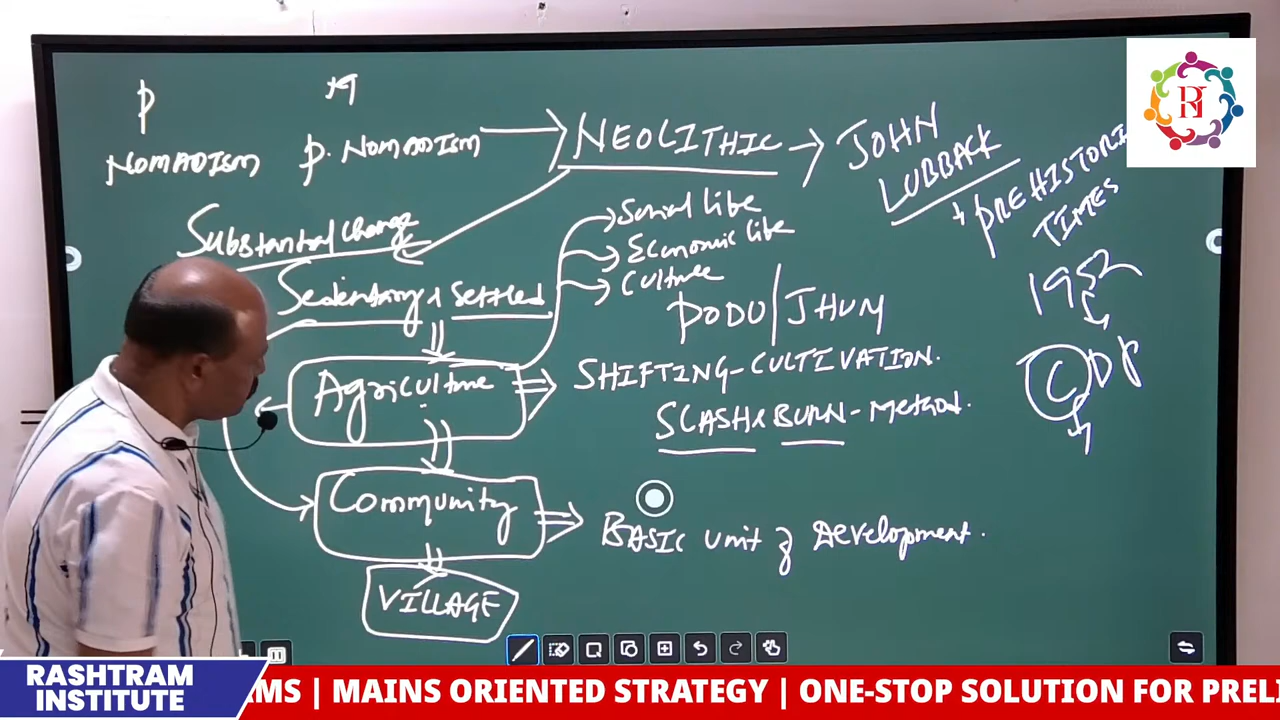 P M
NOMADISM P. NOMADISM NEOLITHIC JOHN LUBBACK
PREHISTORIC TIMES
Substantial change
Social life
Economic life
Culture
Sedentary & Settled
PODU/JHUM
1952
CDP
Agriculture
SHIFTING-CULTIVATION.
SLASH & BURN-METHOD.
Community
BASIC unit of Development.
VILLAGE
RI
RASHTRAM
INSTITUTE
MS | MAINS ORIENTED STRATEGY | ONE-STOP SOLUTION FOR PRELI